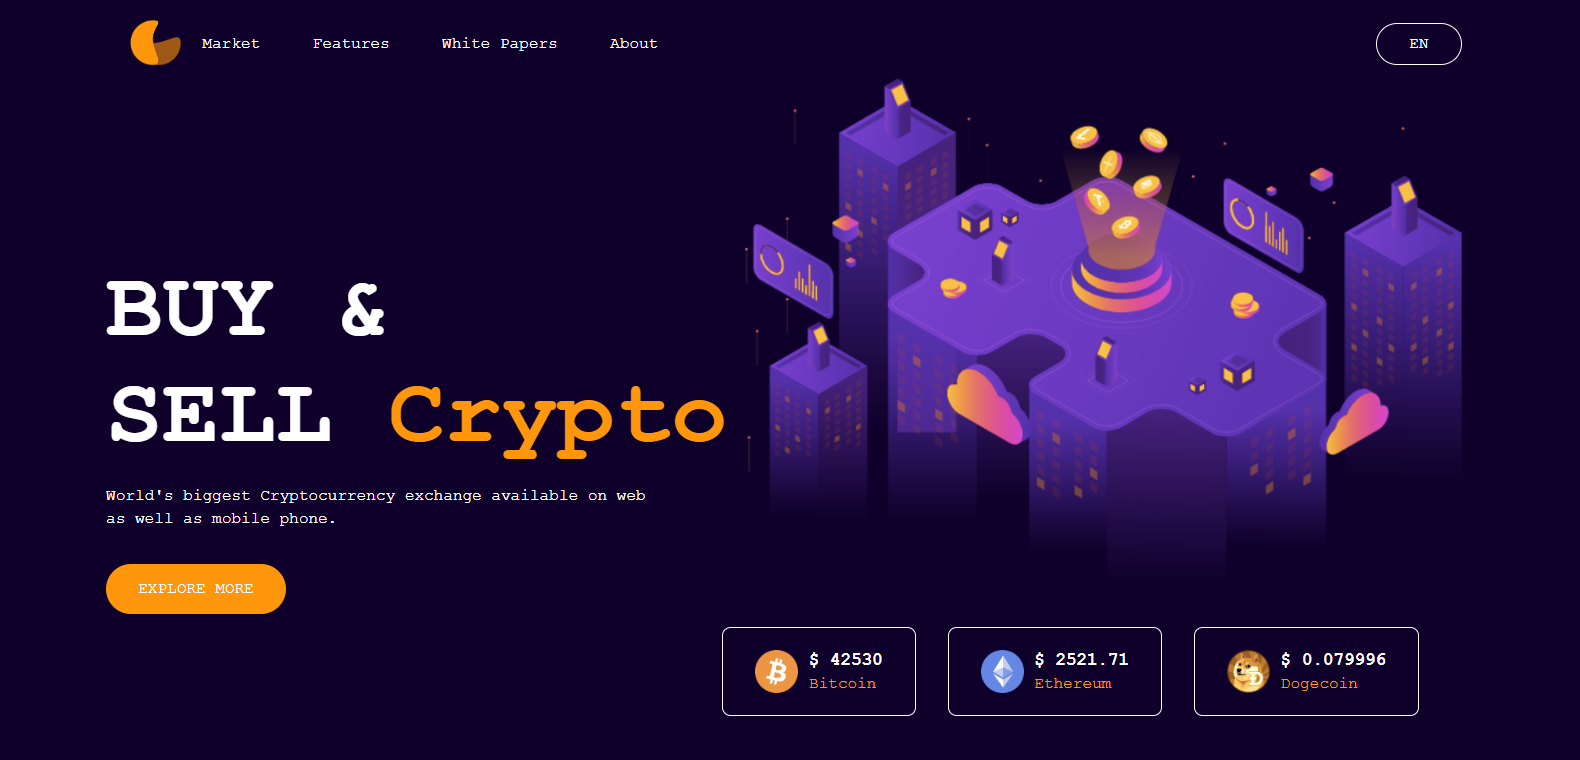 Market
Features
White Papers
About
EN
BUY &
SELL Crypto
World's biggest Cryptocurrency exchange available on web
as well as mobile phone.
EXPLORE MORE
$ 42530
Bitcoin
$ 2521.71
Ethereum
$ 0.079996
Dogecoin